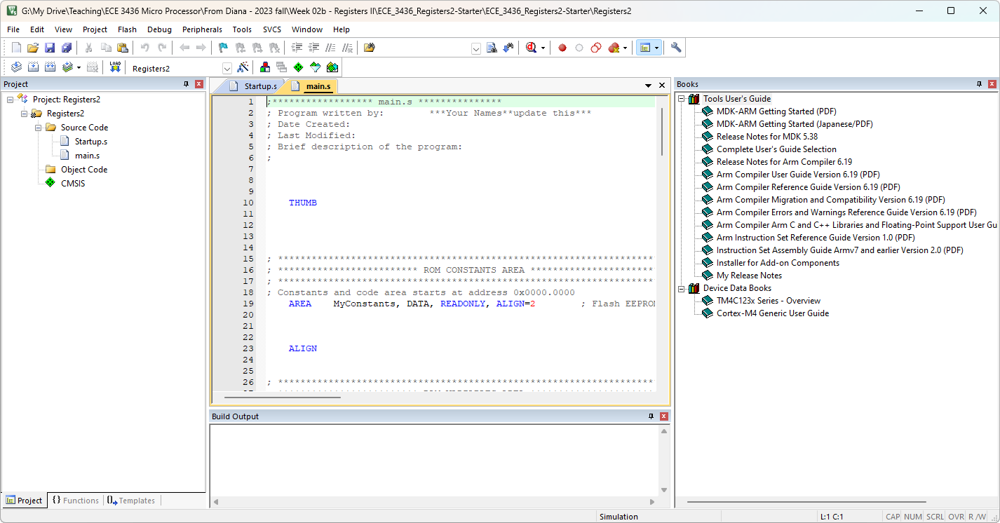 G:\My Drive\Teaching\ECE 3436 Micro Processor\From Diana - 2023 fall\Week 02b - Registers II\ECE_3436_Registers2-Starter\ECE_3436_Registers2-Starter\Registers2
File Edit View Project Flash Debug Peripherals Tools SVCS Window Help
LOAD Registers2
Project
Project: Registers2
Registers2
Source Code
Startup.s
main.s
Object Code
CMSIS
Project {} Functions Templates
Startup.s main.s
1 ;****************** main.s ***************
2 ; Program written by: ***Your Names**update this***
3 ; Date Created:
4 ; Last Modified:
5 ; Brief description of the program:
6 ;
7
8
9
10 THUMB
11
12
13
14
15 ; *******************************************************************
16 ; ************************* ROM CONSTANTS AREA ***********************
17 ; *******************************************************************
18 ; Constants and code area starts at address 0x0000.0000
19 AREA MyConstants, DATA, READONLY, ALIGN=2 ; Flash EEPROM
20
21
22
23 ALIGN
24
25
26 ; *******************************************************************
Build Output
Books
Tools User's Guide
MDK-ARM Getting Started (PDF)
MDK-ARM Getting Started (Japanese/PDF)
Release Notes for MDK 5.38
Complete User's Guide Selection
Release Notes for Arm Compiler 6.19
Arm Compiler User Guide Version 6.19 (PDF)
Arm Compiler Reference Guide Version 6.19 (PDF)
Arm Compiler Migration and Compatibility Version 6.19 (PDF)
Arm Compiler Errors and Warnings Reference Guide Version 6.19 (PDF)
Arm Compiler Arm C and C++ Libraries and Floating-Point Support User Gu
Arm Instruction Set Reference Guide Version 1.0 (PDF)
Instruction Set Assembly Guide Armv7 and earlier Version 2.0 (PDF)
Installer for Add-on Components
My Release Notes
Device Data Books
TM4C123x Series - Overview
Cortex-M4 Generic User Guide
Simulation L:1 C:1 CAP NUM SCRL OVR R/W